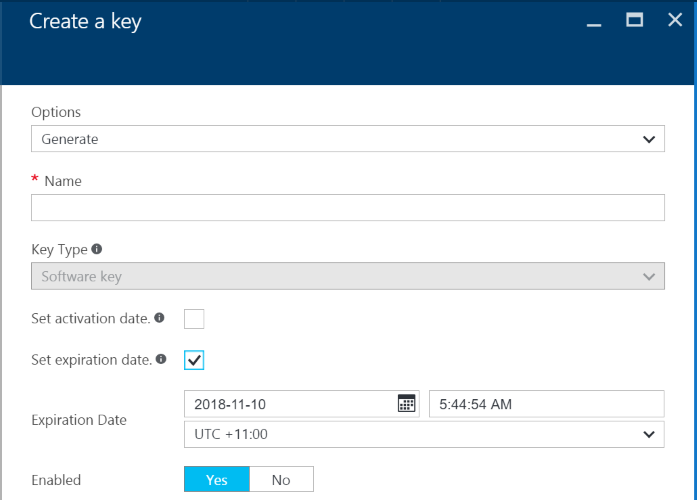 Create a key
Options
Generate
* Name
Key Type
Software key
Set activation date.
Set expiration date.
Expiration Date
2018-11-10
5:44:54 AM
UTC +11:00
Enabled
Yes
No